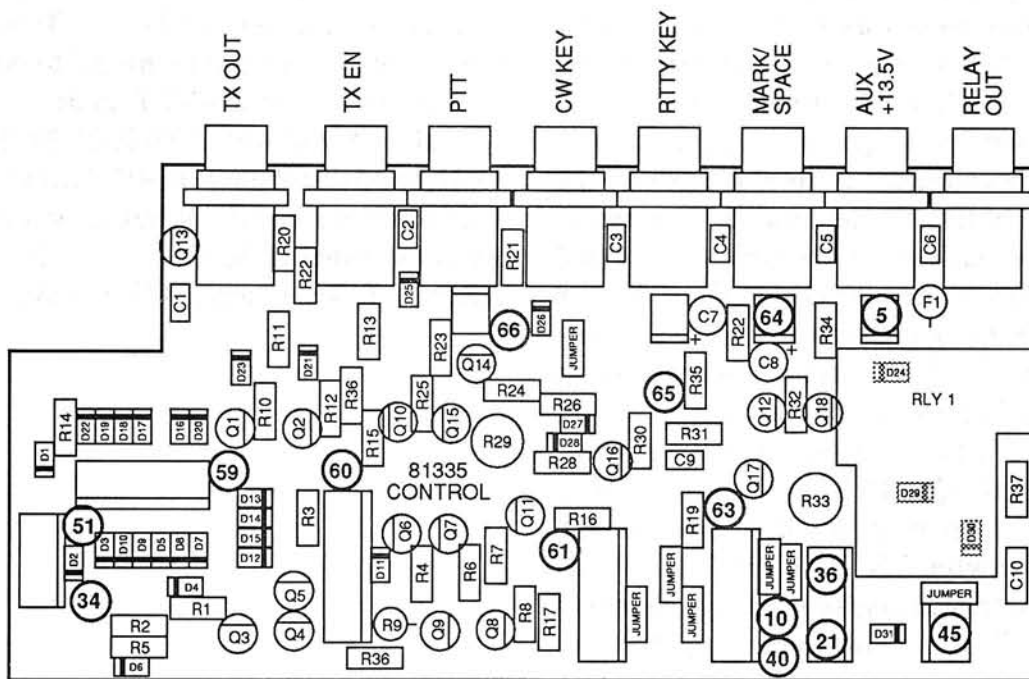 TX OUT
TX EN
PTT
CW KEY
RTTY KEY
MARK/
SPACE
AUX
+13.5V
RELAY
OUT
Q13
R20
C2
R21
C3
C4
C5
C6
R22
D25
C1
F1
R11
R13
R23
66
D26
JUMPER
C7
+
R22
64
C8
+
R34
5
D23
D21
Q14
R24
R35
D24
RLY 1
R14
D22
D19
D18
D17
D16
D20
Q1
R10
Q2
R12
R36
R15
Q10
R25
Q15
R29
R26
D27
D28
R28
Q16
R30
65
R31
C9
Q12
R32
Q18
D1
59
60
81335
CONTROL
Q17
R33
D29
R37
51
D13
D14
D15
D12
R3
Q6
Q7
Q11
R16
R19
63
D30
D2
D3
D10
D9
D5
D8
D7
D11
R4
R6
R7
61
JUMPER
JUMPER
JUMPER
36
C10
34
D4
R1
Q5
JUMPER
JUMPER
10
JUMPER
R2
R5
D6
Q3
Q4
R9
Q9
Q8
R8
R17
40
21
D31
45
R36